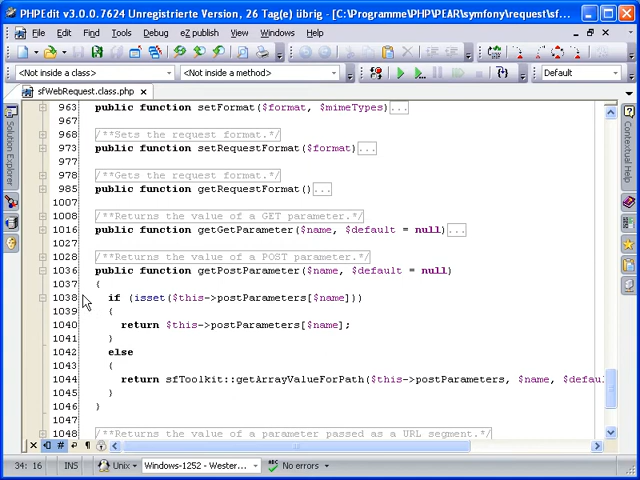 PHPEdit v3.0.0.7624 Unregistrierte Version, 26 Tag(e) übrig - [C:\Programme\PHP\PEAR\symfony\request\sf...
File Edit Find Tools Debug eZ publish View Windows Help
<Not inside a class> <Not inside a method> Default
sfWebRequest.class.php
Solution Explorer
Contextual Help
963 public function setFormat($format, $mimeTypes)...
967
968 /**Sets the request format.*/
973 public function setRequestFormat($format)...
977
978 /**Gets the request format.*/
985 public function getRequestFormat()...
1007
1008 /**Returns the value of a GET parameter.*/
1016 public function getGetParameter($name, $default = null)...
1027
1028 /**Returns the value of a POST parameter.*/
1036 public function getPostParameter($name, $default = null)
1037 {
1038 if (isset($this->postParameters[$name]))
1039 {
1040 return $this->postParameters[$name];
1041 }
1042 else
1043 {
1044 return sfToolkit::getArrayValueForPath($this->postParameters, $name, $defau
1045 }
1046 }
1047
1048 /**Returns the value of a parameter passed as a URL segment.*/
34: 16 INS Unix Windows-1252 - Wester... No errors